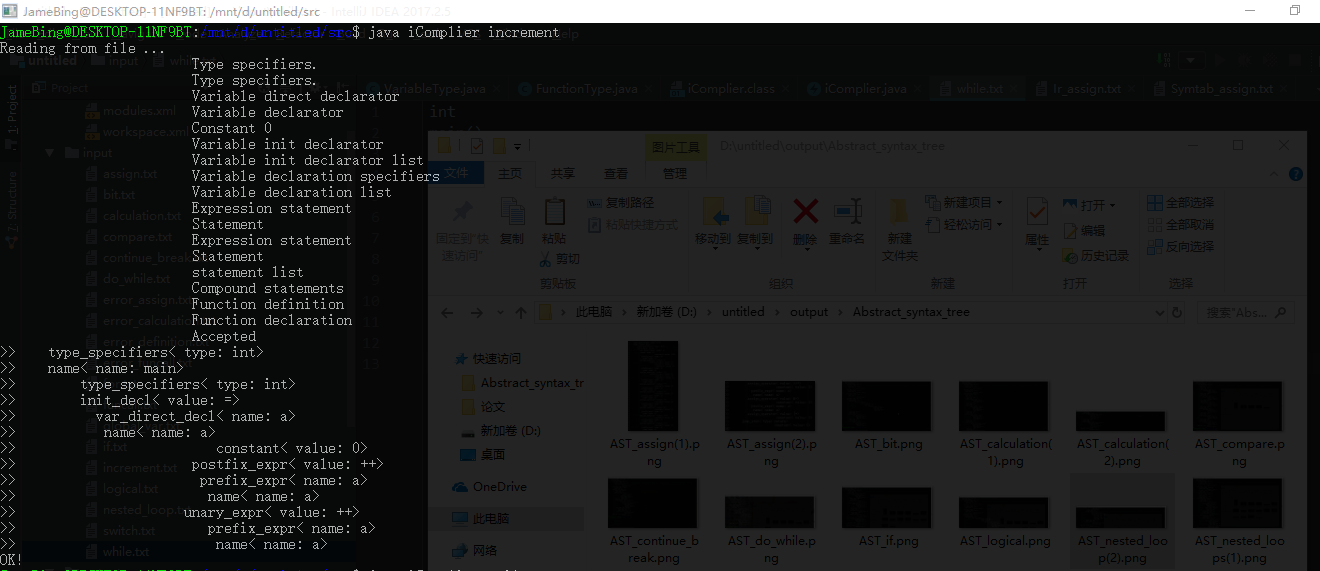 JameBing@DESKTOP-11NF9BT: /mnt/d/untitled/src - IntelliJ IDEA 2017.2.5
JameBing@DESKTOP-11NF9BT:/mnt/d/untitled/src$ java iComplier increment
Reading from file ...
Type specifiers.
Type specifiers.
Variable direct declarator
Variable declarator
Constant 0
Variable init declarator
Variable init declarator list
Variable declaration specifiers
Variable declaration list
Expression statement
Statement
Expression statement
Statement
statement list
Compound statements
Function definition
Function declaration
Accepted
>> type_specifiers< type: int>
>> name< name: main>
>> type_specifiers< type: int>
>> init_decl< value: =>
>> var_direct_decl< name: a>
>> name< name: a>
>> constant< value: 0>
>> postfix_expr< value: ++>
>> prefix_expr< name: a>
>> name< name: a>
>> unary_expr< value: ++>
>> prefix_expr< name: a>
>> name< name: a>
OK!
untitled input
Project
1: Project
7: Structure
modules.xml
workspace.xml
input
assign.txt
bit.txt
calculation.txt
compare.txt
continue_break
do_while.txt
error_assign.txt
error_calculation
error_definition
if.txt
increment.txt
logical.txt
nested_loop.txt
switch.txt
while.txt
VariableType.java
FunctionType.java
iComplier.class
iComplier.java
while.txt
Ir_assign.txt
Symtab_assign.txt
int
图片工具
D:\untitled\output\Abstract_syntax_tree
文件
主页
共享
查看
管理
固定到"快速访问"
复制
粘贴
复制路径
粘贴快捷方式
剪切
移动到
复制到
删除
重命名
新建
文件夹
新建项目
轻松访问
属性
打开
编辑
历史记录
全部选择
全部取消
反向选择
剪贴板
组织
新建
打开
选择
此电脑 > 新加卷 (D:) > untitled > output > Abstract_syntax_tree
搜索"Abs...
快速访问
Abstract_syntax_tr
论文
新加卷 (D:)
桌面
OneDrive
此电脑
网络
AST_assign(1).png
AST_assign(2).png
AST_bit.png
AST_calculation(1).png
AST_calculation(2).png
AST_compare.png
AST_continue_break.png
AST_do_while.png
AST_if.png
AST_logical.png
AST_nested_loop(2).png
AST_nested_loops(1).png